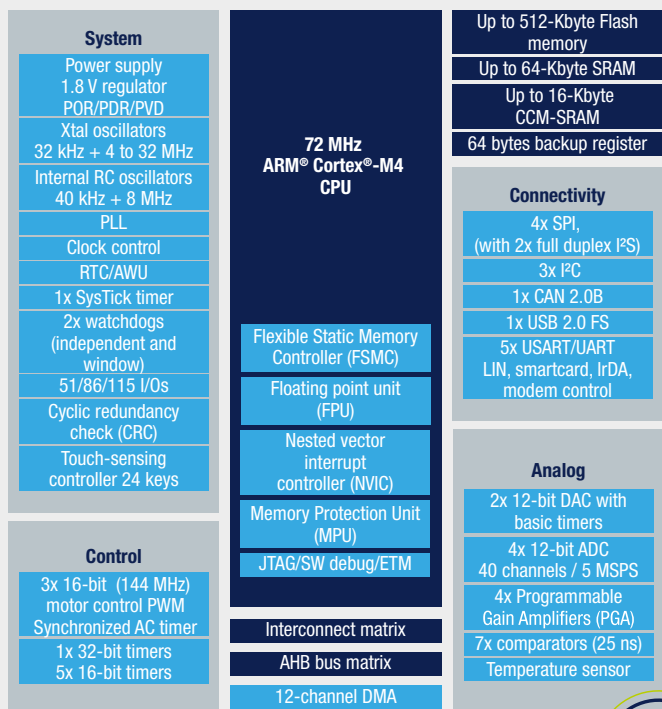 System
Power supply
1.8 V regulator
POR/PDR/PVD
Xtal oscillators
32 kHz + 4 to 32 MHz
Internal RC oscillators
40 kHz + 8 MHz
PLL
Clock control
RTC/AWU
1x SysTick timer
2x watchdogs
(independent and
window)
51/86/115 I/Os
Cyclic redundancy
check (CRC)
Touch-sensing
controller 24 keys
Control
3x 16-bit (144 MHz)
motor control PWM
Synchronized AC timer
1x 32-bit timers
5x 16-bit timers
72 MHz
ARM® Cortex®-M4
CPU
Flexible Static Memory
Controller (FSMC)
Floating point unit
(FPU)
Nested vector
interrupt
controller (NVIC)
Memory Protection Unit
(MPU)
JTAG/SW debug/ETM
Interconnect matrix
AHB bus matrix
12-channel DMA
Up to 512-Kbyte Flash
memory
Up to 64-Kbyte SRAM
Up to 16-Kbyte
CCM-SRAM
64 bytes backup register
Connectivity
4x SPI,
(with 2x full duplex I²S)
3x I²C
1x CAN 2.0B
1x USB 2.0 FS
5x USART/UART
LIN, smartcard, IrDA,
modem control
Analog
2x 12-bit DAC with
basic timers
4x 12-bit ADC
40 channels / 5 MSPS
4x Programmable
Gain Amplifiers (PGA)
7x comparators (25 ns)
Temperature sensor